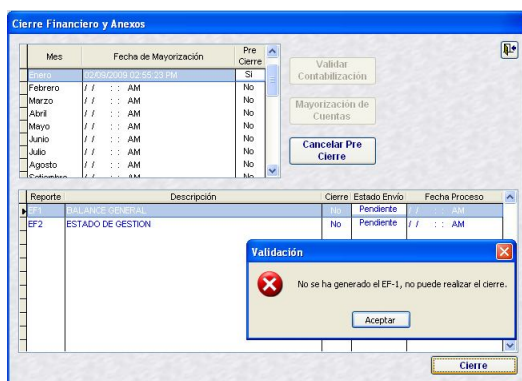 Cierre Financiero y Anexos
Mes Fecha de Mayorización Pre Cierre
Enero 02/09/2009 02:55:23 PM Si
Febrero / / : : AM No
Marzo / / : : AM No
Abril / / : : AM No
Mayo / / : : AM No
Junio / / : : AM No
Julio / / : : AM No
Agosto / / : : AM No
Setiembre / / : : AM No
Validar
Contabilización
Mayorización de
Cuentas
Cancelar Pre
Cierre
Reporte Descripción Cierre Estado Envío Fecha Proceso
EF1 BALANCE GENERAL No Pendiente / / : : AM
EF2 ESTADO DE GESTION No Pendiente / / : : AM
Validación
No se ha generado el EF-1, no puede realizar el cierre.
Aceptar
Cierre